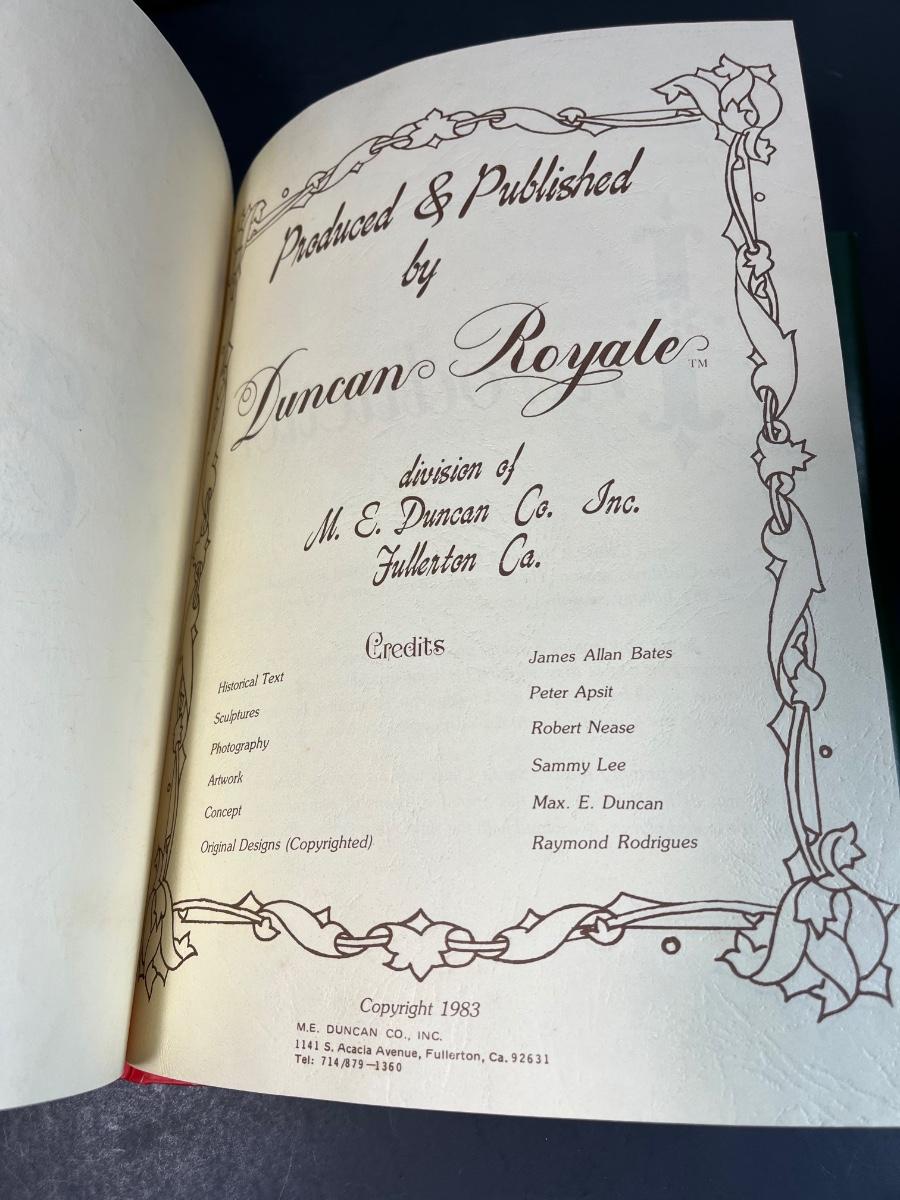 Produced & Published
by
Duncan Royale™
division of
M. E. Duncan Co. Inc.
Fullerton Ca.
Credits
Historical Text James Allan Bates
Sculptures Peter Apsit
Photography Robert Nease
Artwork Sammy Lee
Concept Max. E. Duncan
Original Designs (Copyrighted) Raymond Rodrigues
Copyright 1983
M.E. DUNCAN CO., INC.
1141 S. Acacia Avenue, Fullerton, Ca. 92631
Tel: 714/879—1360